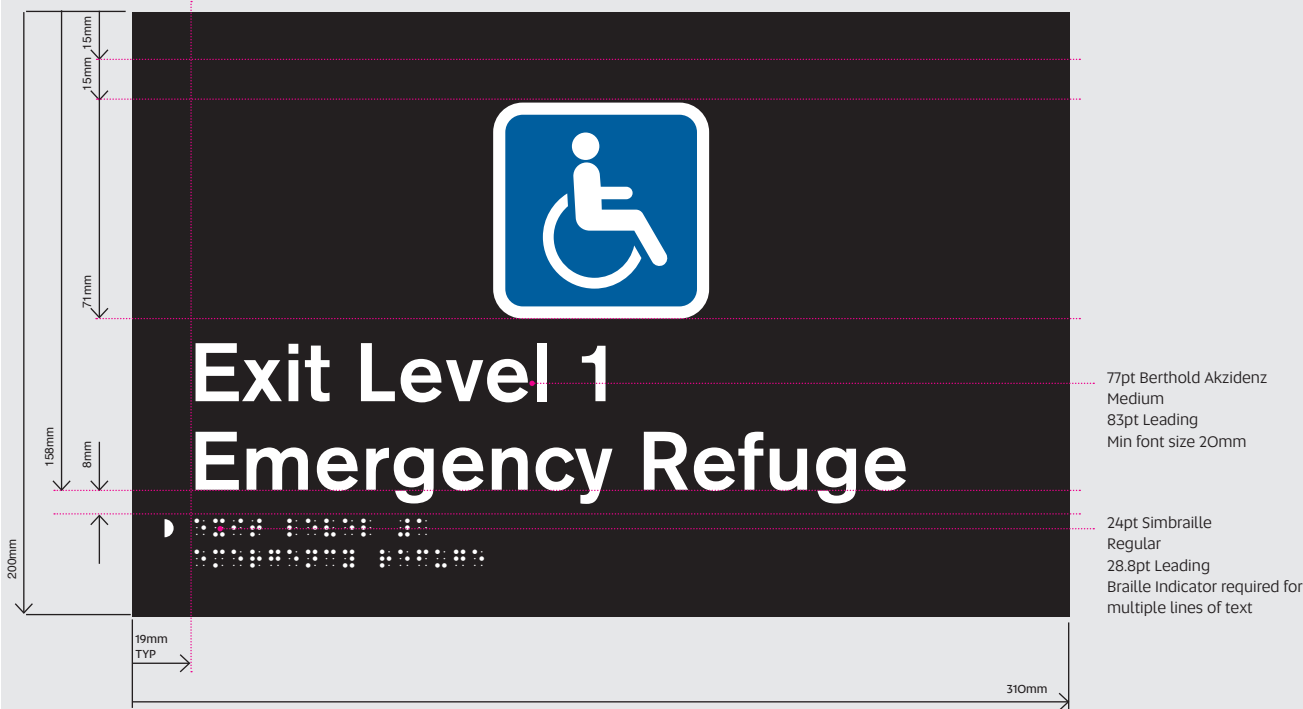 15mm
15mm
71mm
158mm
8mm
200mm
Exit Level 1
Emergency Refuge
77pt Berthold Akzidenz
Medium
83pt Leading
Min font size 20mm
24pt Simbraille
Regular
28.8pt Leading
Braille Indicator required for
multiple lines of text
19mm
TYP
310mm